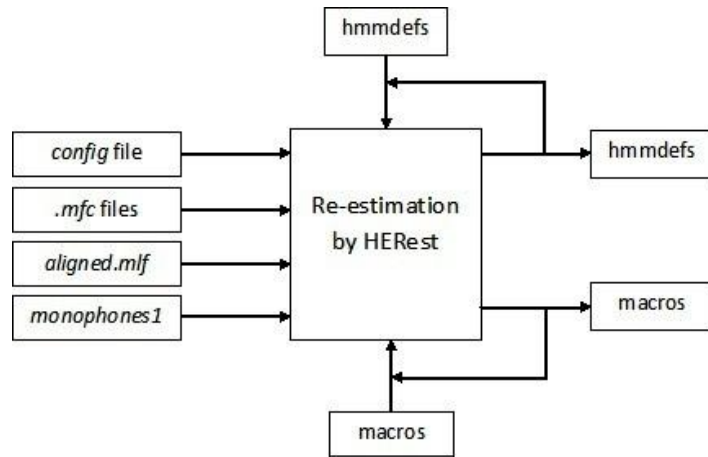 hmmdefs
config file
.mfc files
aligned.mlf
monophones1
Re-estimation
by HERest
hmmdefs
macros
macros